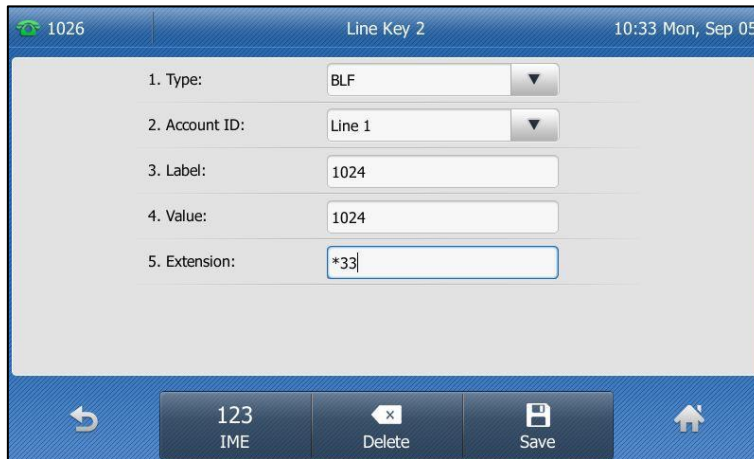 1026 Line Key 2 10:33 Mon, Sep 05
1. Type: BLF
2. Account ID: Line 1
3. Label: 1024
4. Value: 1024
5. Extension: *33
123 IME Delete Save